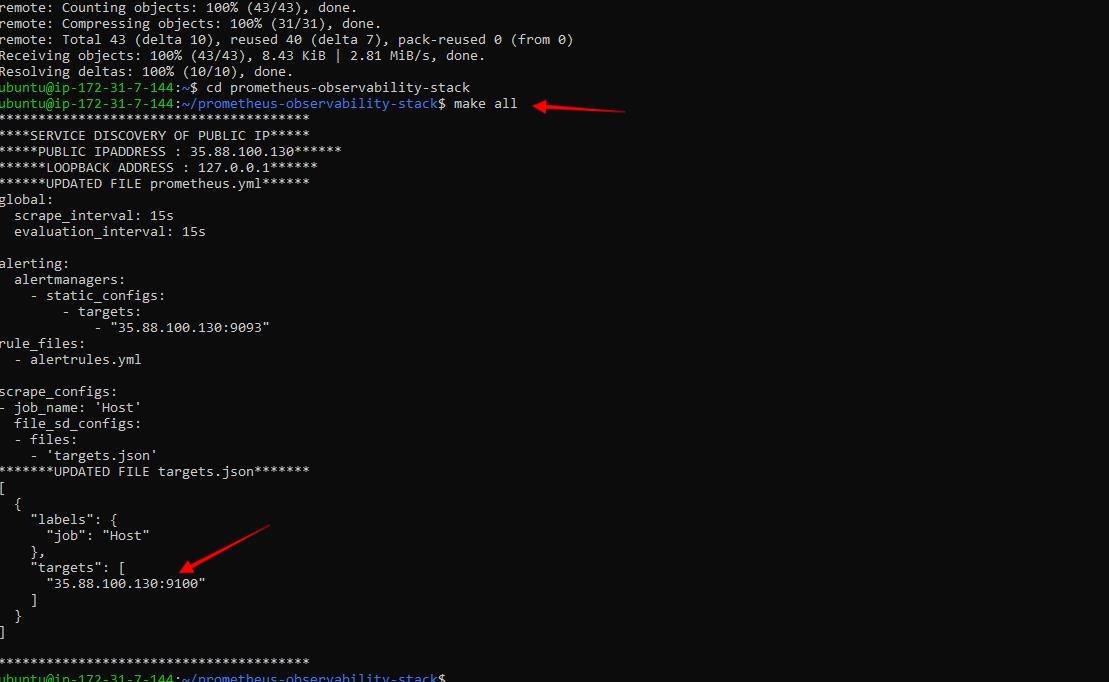 remote: Counting objects: 100% (43/43), done.
remote: Compressing objects: 100% (31/31), done.
remote: Total 43 (delta 10), reused 40 (delta 7), pack-reused 0 (from 0)
Receiving objects: 100% (43/43), 8.43 KiB | 2.81 MiB/s, done.
Resolving deltas: 100% (10/10), done.
ubuntu@ip-172-31-7-144:~$ cd prometheus-observability-stack
ubuntu@ip-172-31-7-144:~/prometheus-observability-stack$ make all
***************************************
****SERVICE DISCOVERY OF PUBLIC IP*****
*****PUBLIC IPADDRESS : 35.88.100.130******
******LOOPBACK ADDRESS : 127.0.0.1******
******UPDATED FILE prometheus.yml******
global:
  scrape_interval: 15s
  evaluation_interval: 15s
alerting:
  alertmanagers:
    - static_configs:
        - targets:
            - "35.88.100.130:9093"
rule_files:
  - alertrules.yml
scrape_configs:
- job_name: 'Host'
  file_sd_configs:
  - files:
    - 'targets.json'
*******UPDATED FILE targets.json*******
[
  {
    "labels": {
      "job": "Host"
    },
    "targets": [
      "35.88.100.130:9100"
    ]
  }
]
***************************************
ubuntu@ip-172-31-7-144:~/prometheus-observability-stack$